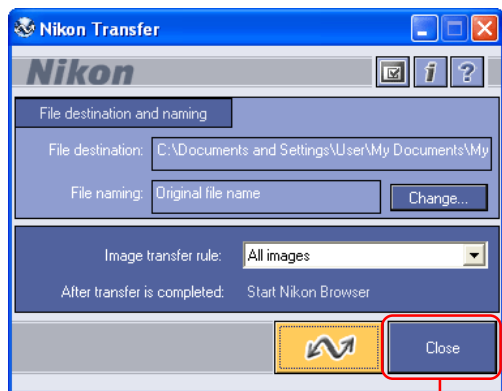 Nikon Transfer
Nikon
File destination and naming
File destination: C:\Documents and Settings\User\My Documents\My
File naming: Original file name Change...
Image transfer rule: All images
After transfer is completed: Start Nikon Browser
Close